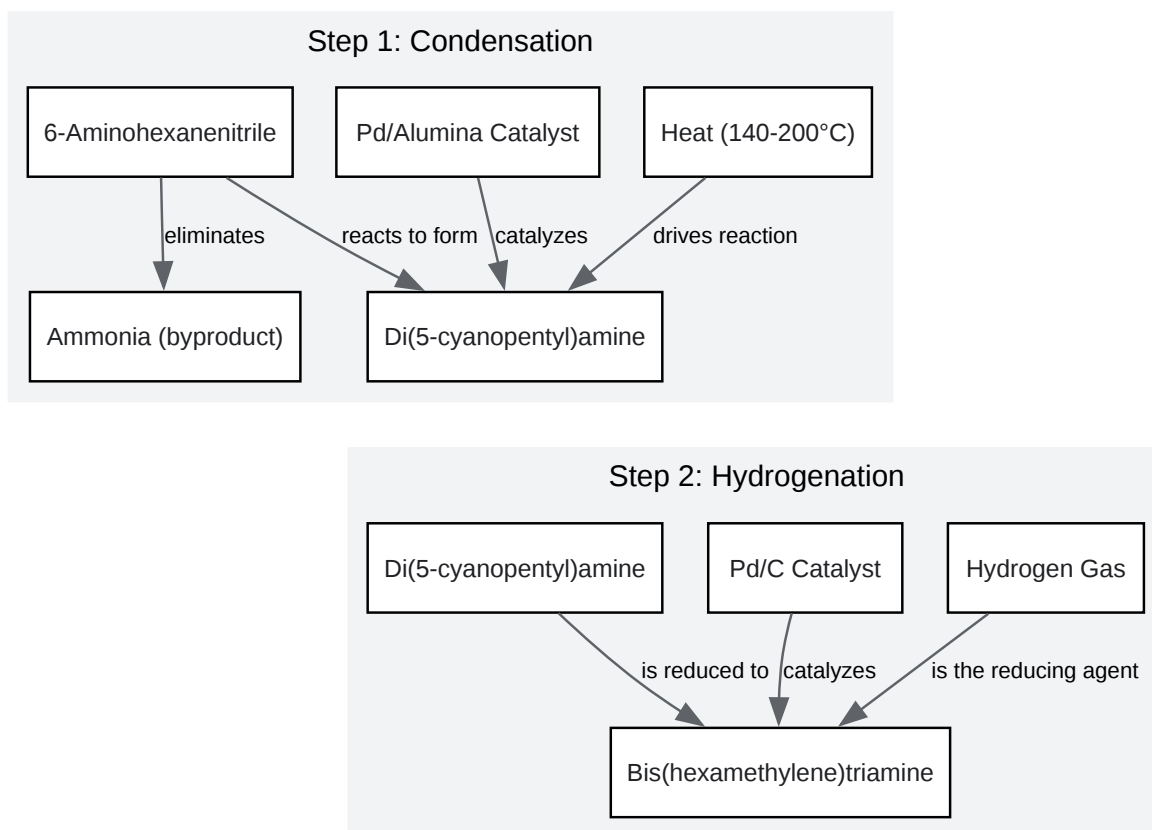 Step 1: Condensation
6-Aminohexanenitrile
Pd/Alumina Catalyst
Heat (140-200°C)
eliminates
reacts to form
catalyzes
drives reaction
Ammonia (byproduct)
Di(5-cyanopentyl)amine
Step 2: Hydrogenation
Di(5-cyanopentyl)amine
Pd/C Catalyst
Hydrogen Gas
is reduced to
catalyzes
is the reducing agent
Bis(hexamethylene)triamine